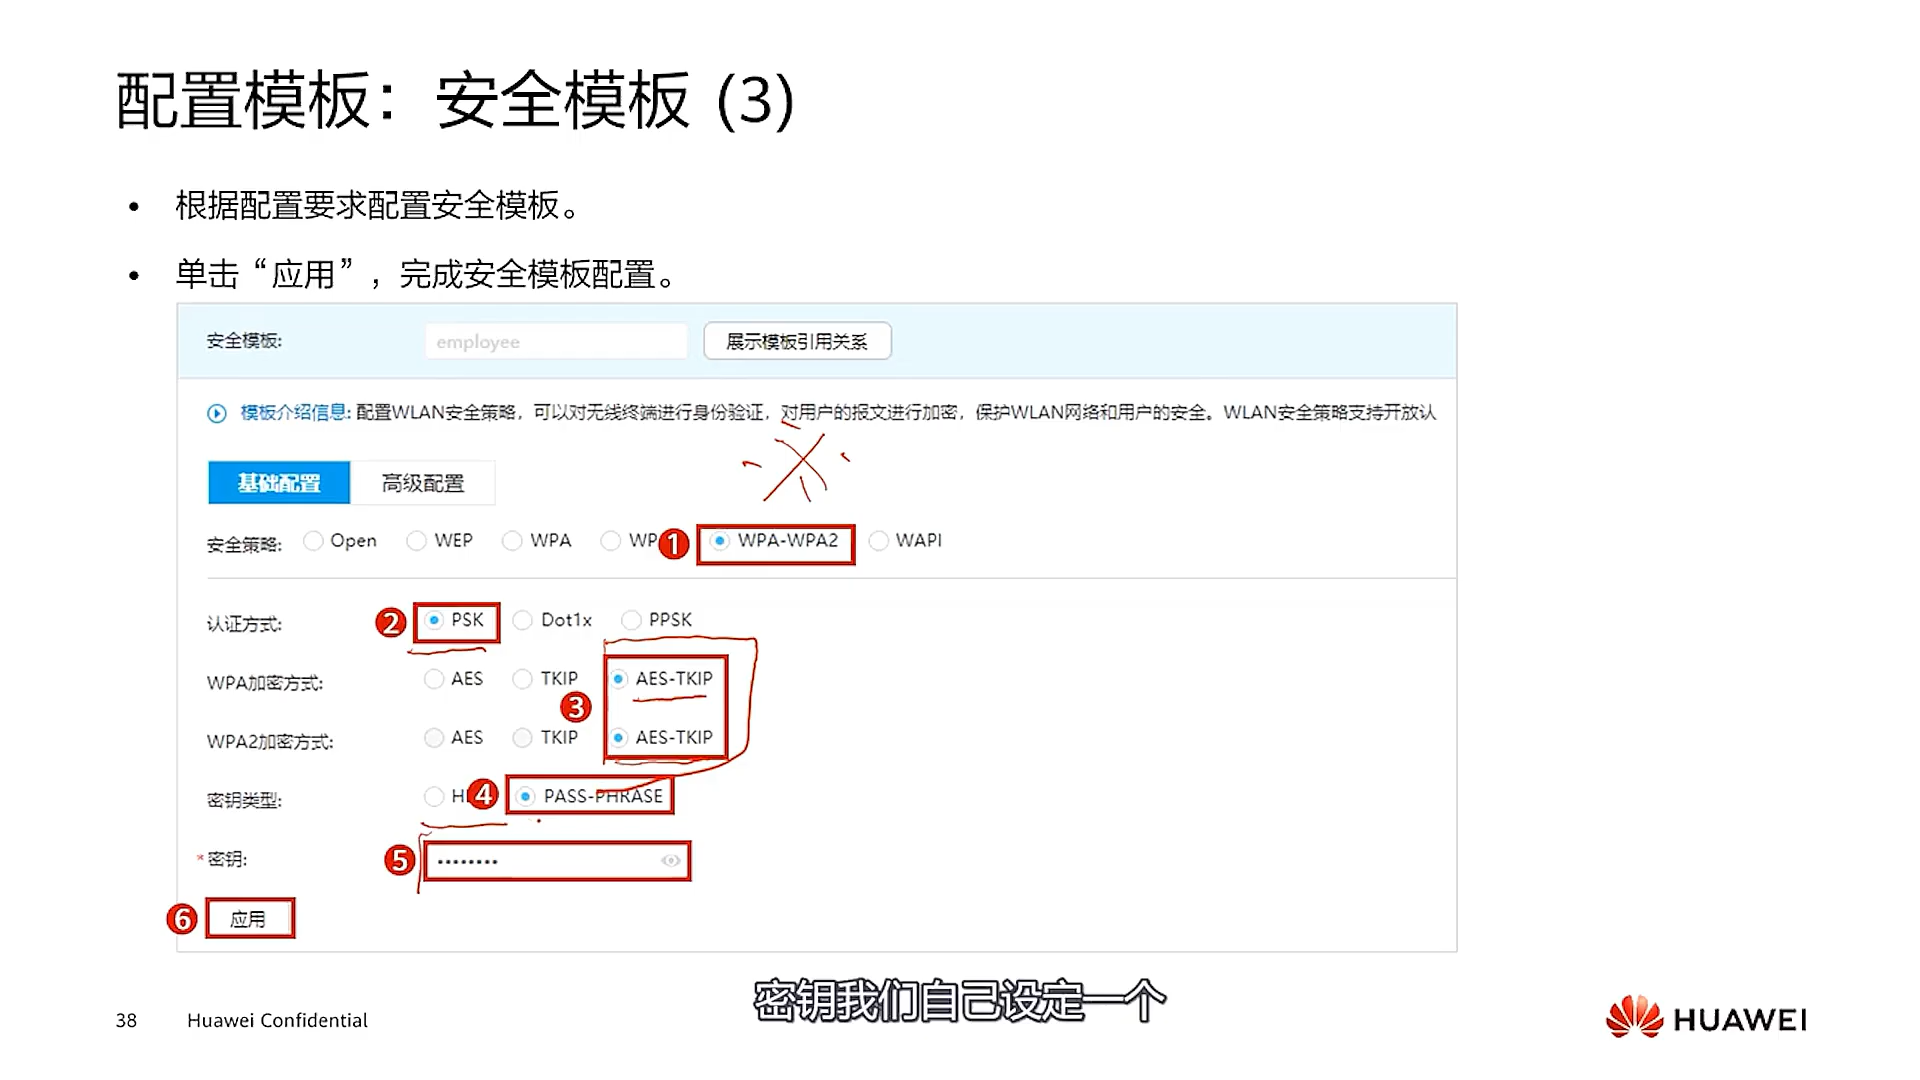 配置模板：安全模板 (3)
• 根据配置要求配置安全模板。
• 单击“应用”，完成安全模板配置。
安全模板: employee 展示模板引用关系
模板介绍信息: 配置WLAN安全策略，可以对无线终端进行身份验证，对用户的报文进行加密，保护WLAN网络和用户的安全。WLAN安全策略支持开放认
基础配置 高级配置
安全策略: Open WEP WPA WP 1 WPA-WPA2 WAPI
认证方式: 2 PSK Dot1x PPSK
WPA加密方式: AES TKIP AES-TKIP
3
WPA2加密方式: AES TKIP AES-TKIP
密钥类型: H 4 PASS-PHRASE
*密钥: 5 ••••••••
6 应用
密钥我们自己设定一个
38 Huawei Confidential
HUAWEI